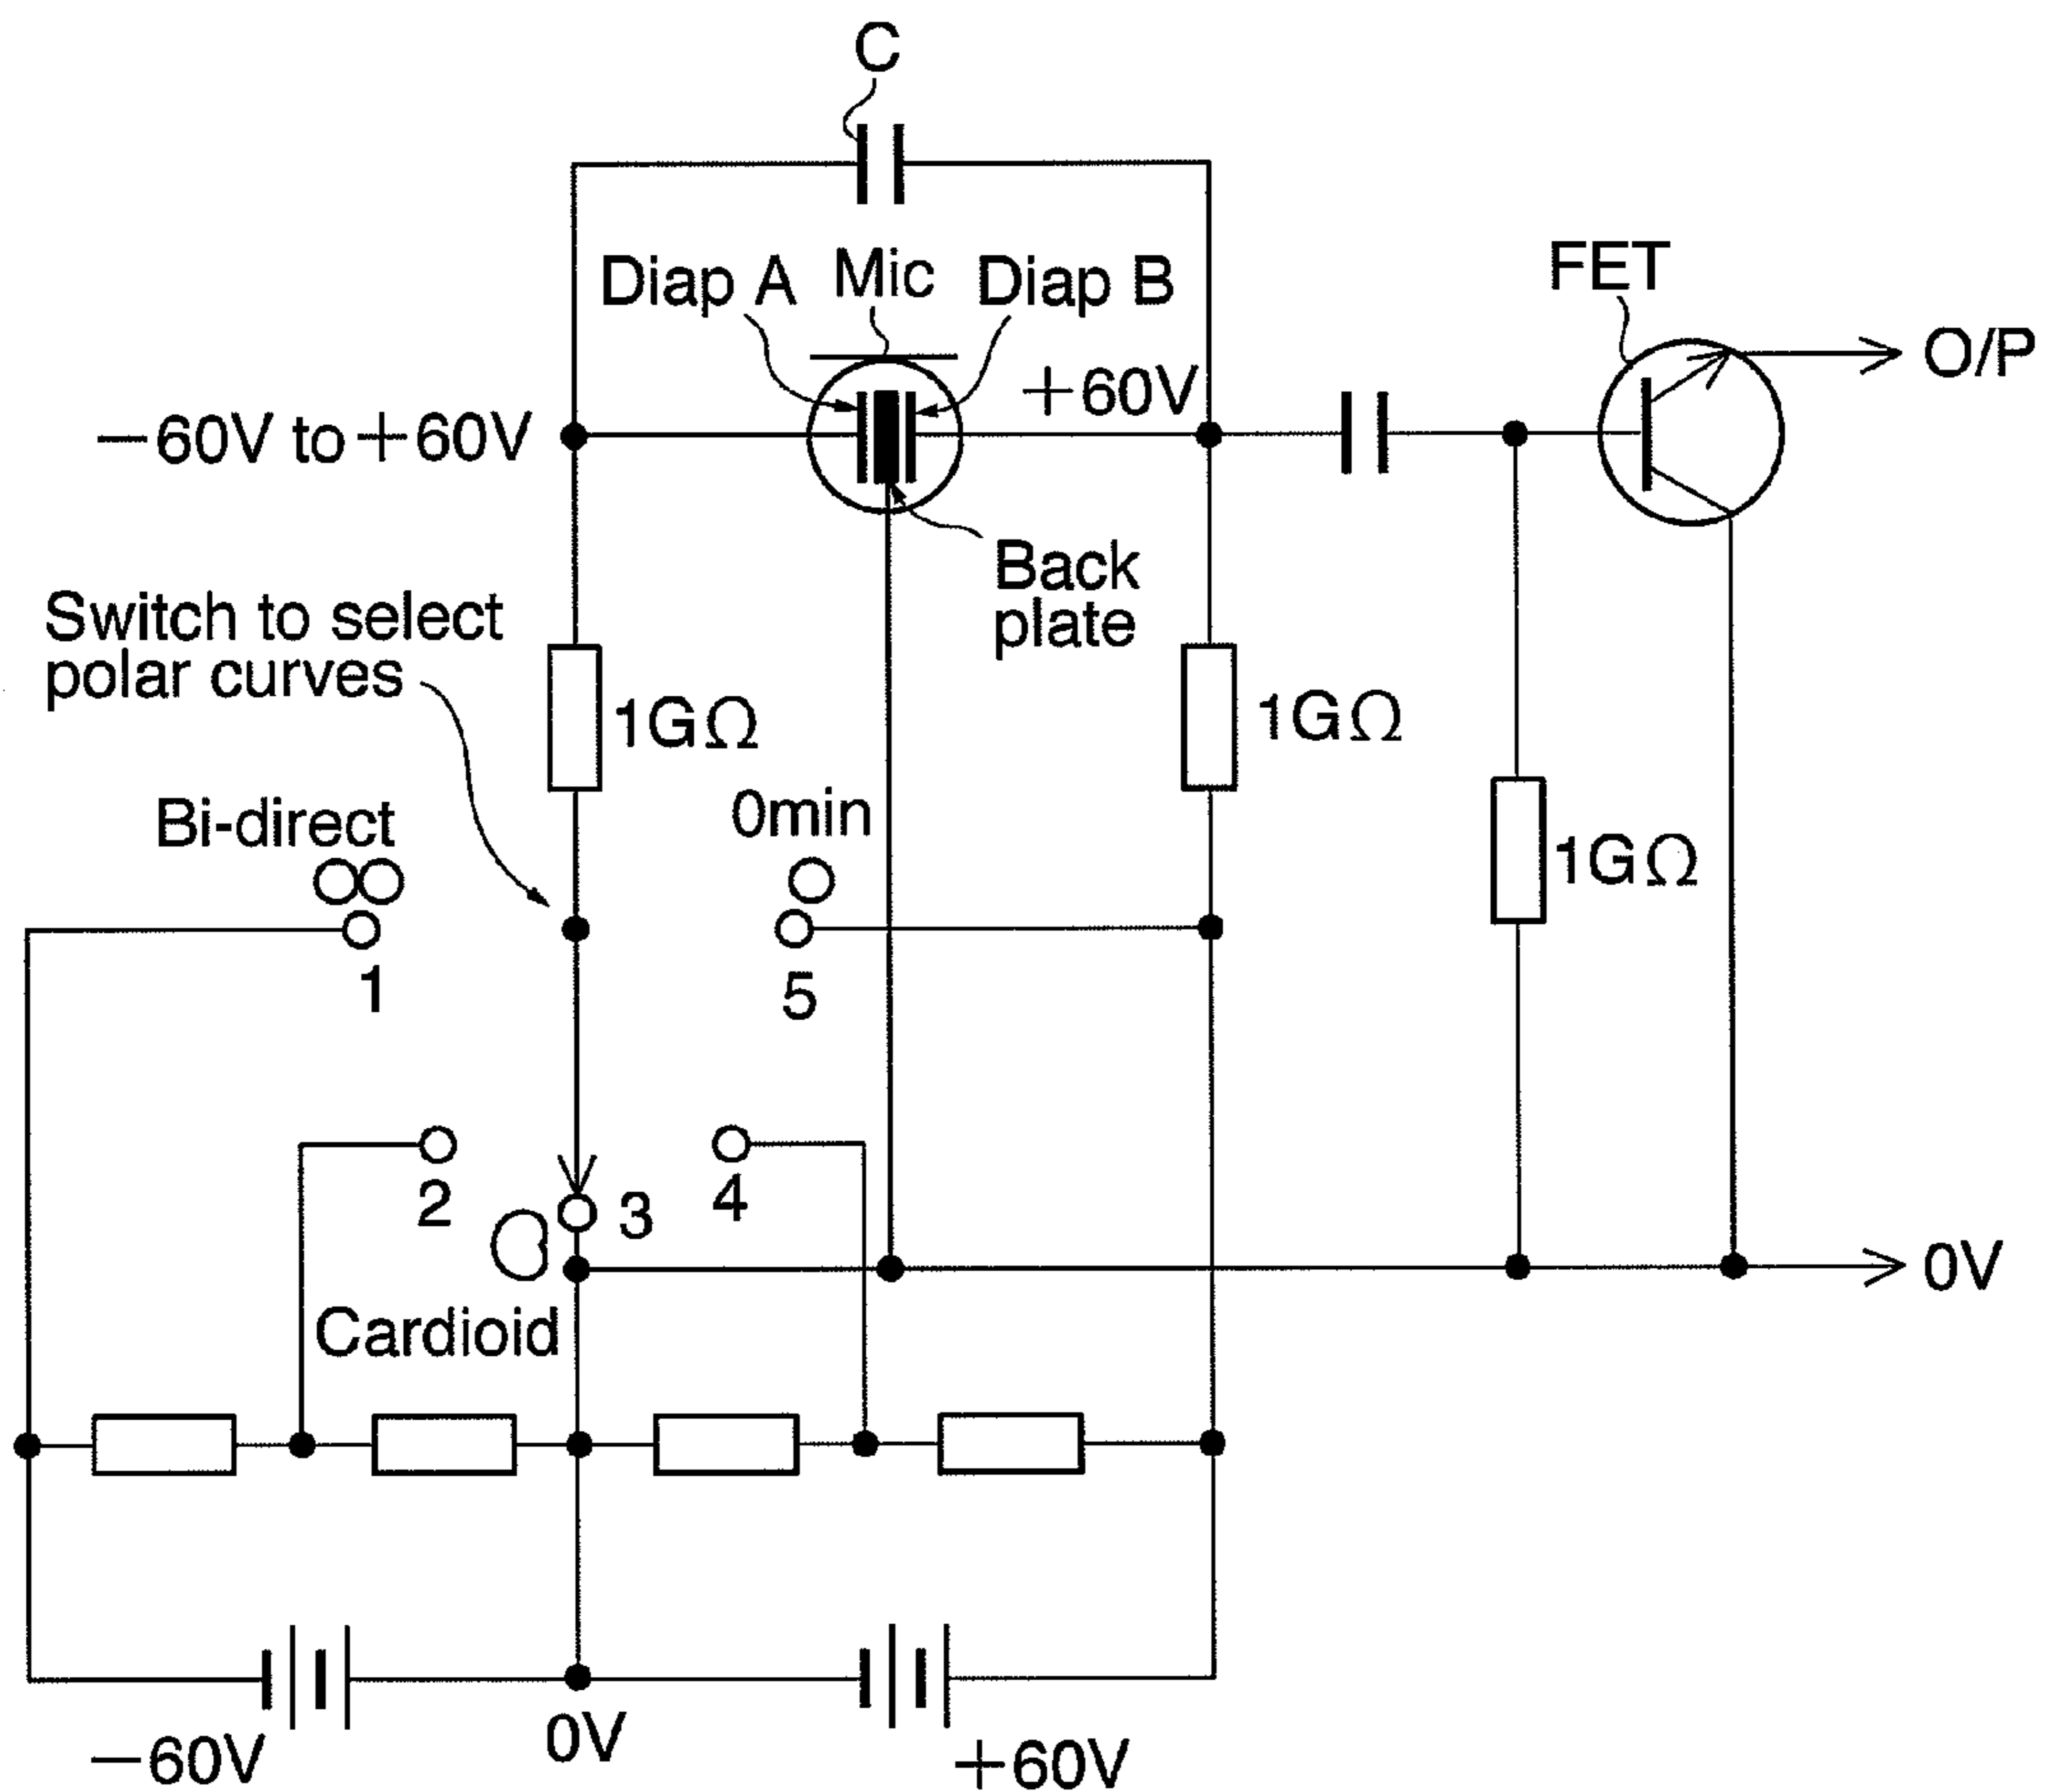 C
Diap A
Mic
Diap B
FET
O/P
−60V to +60V
+60V
Back
plate
Switch to select
polar curves
1GΩ
1GΩ
Bi-direct
0min
1GΩ
1
5
2
3
4
Cardioid
0V
−60V
0V
+60V